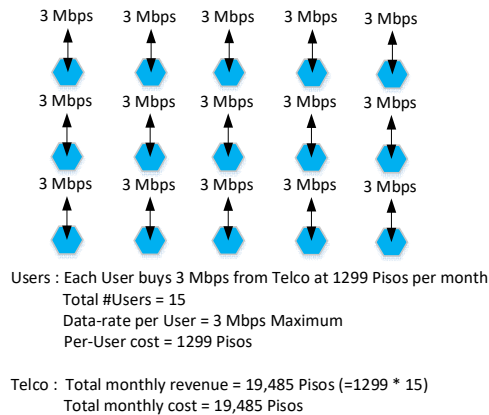 3 Mbps 3 Mbps 3 Mbps 3 Mbps 3 Mbps
3 Mbps 3 Mbps 3 Mbps 3 Mbps 3 Mbps
3 Mbps 3 Mbps 3 Mbps 3 Mbps 3 Mbps
Users : Each User buys 3 Mbps from Telco at 1299 Pisos per month
Total #Users = 15
Data-rate per User = 3 Mbps Maximum
Per-User cost = 1299 Pisos
Telco : Total monthly revenue = 19,485 Pisos (=1299 * 15)
Total monthly cost = 19,485 Pisos